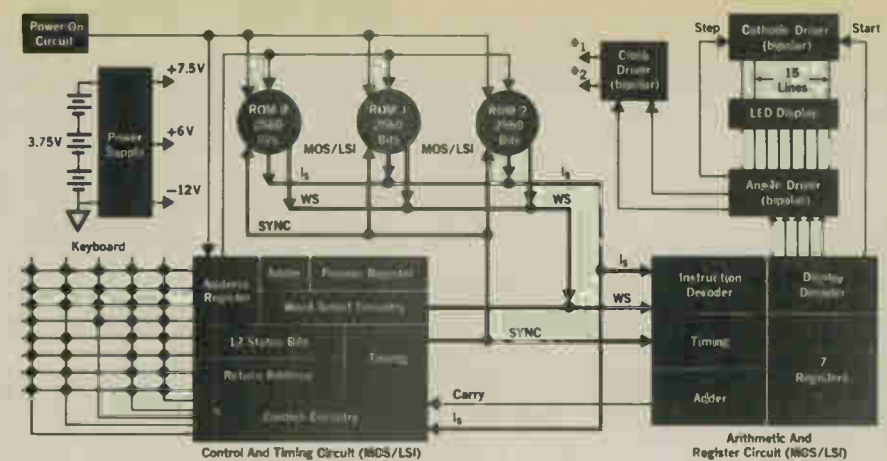 Power On
Circuit
+7.5V
3.75V
Power
Supply
+6V
-12V
ROM 0
2560
Bits
ROM 1
2560
Bits
ROM 2
2560
Bits
MOS/LSI
MOS/LSI
Is
Is
WS
WS
SYNC
Φ1
Φ2
Clock
Driver
(bipolar)
Step
Cathode Driver
(bipolar)
Start
15
Lines
LED Display
Anode Driver
(bipolar)
Keyboard
Address
Register
Adder
Pointer Register
Word Select Circuitry
12 Status Bits
Timing
Return Address
Control Circuitry
Control And Timing Circuit (MOS/LSI)
Is
WS
SYNC
Carry
Is
Instruction
Decoder
Display
Decoder
Timing
7
Registers
Adder
Arithmetic And
Register Circuit (MOS/LSI)